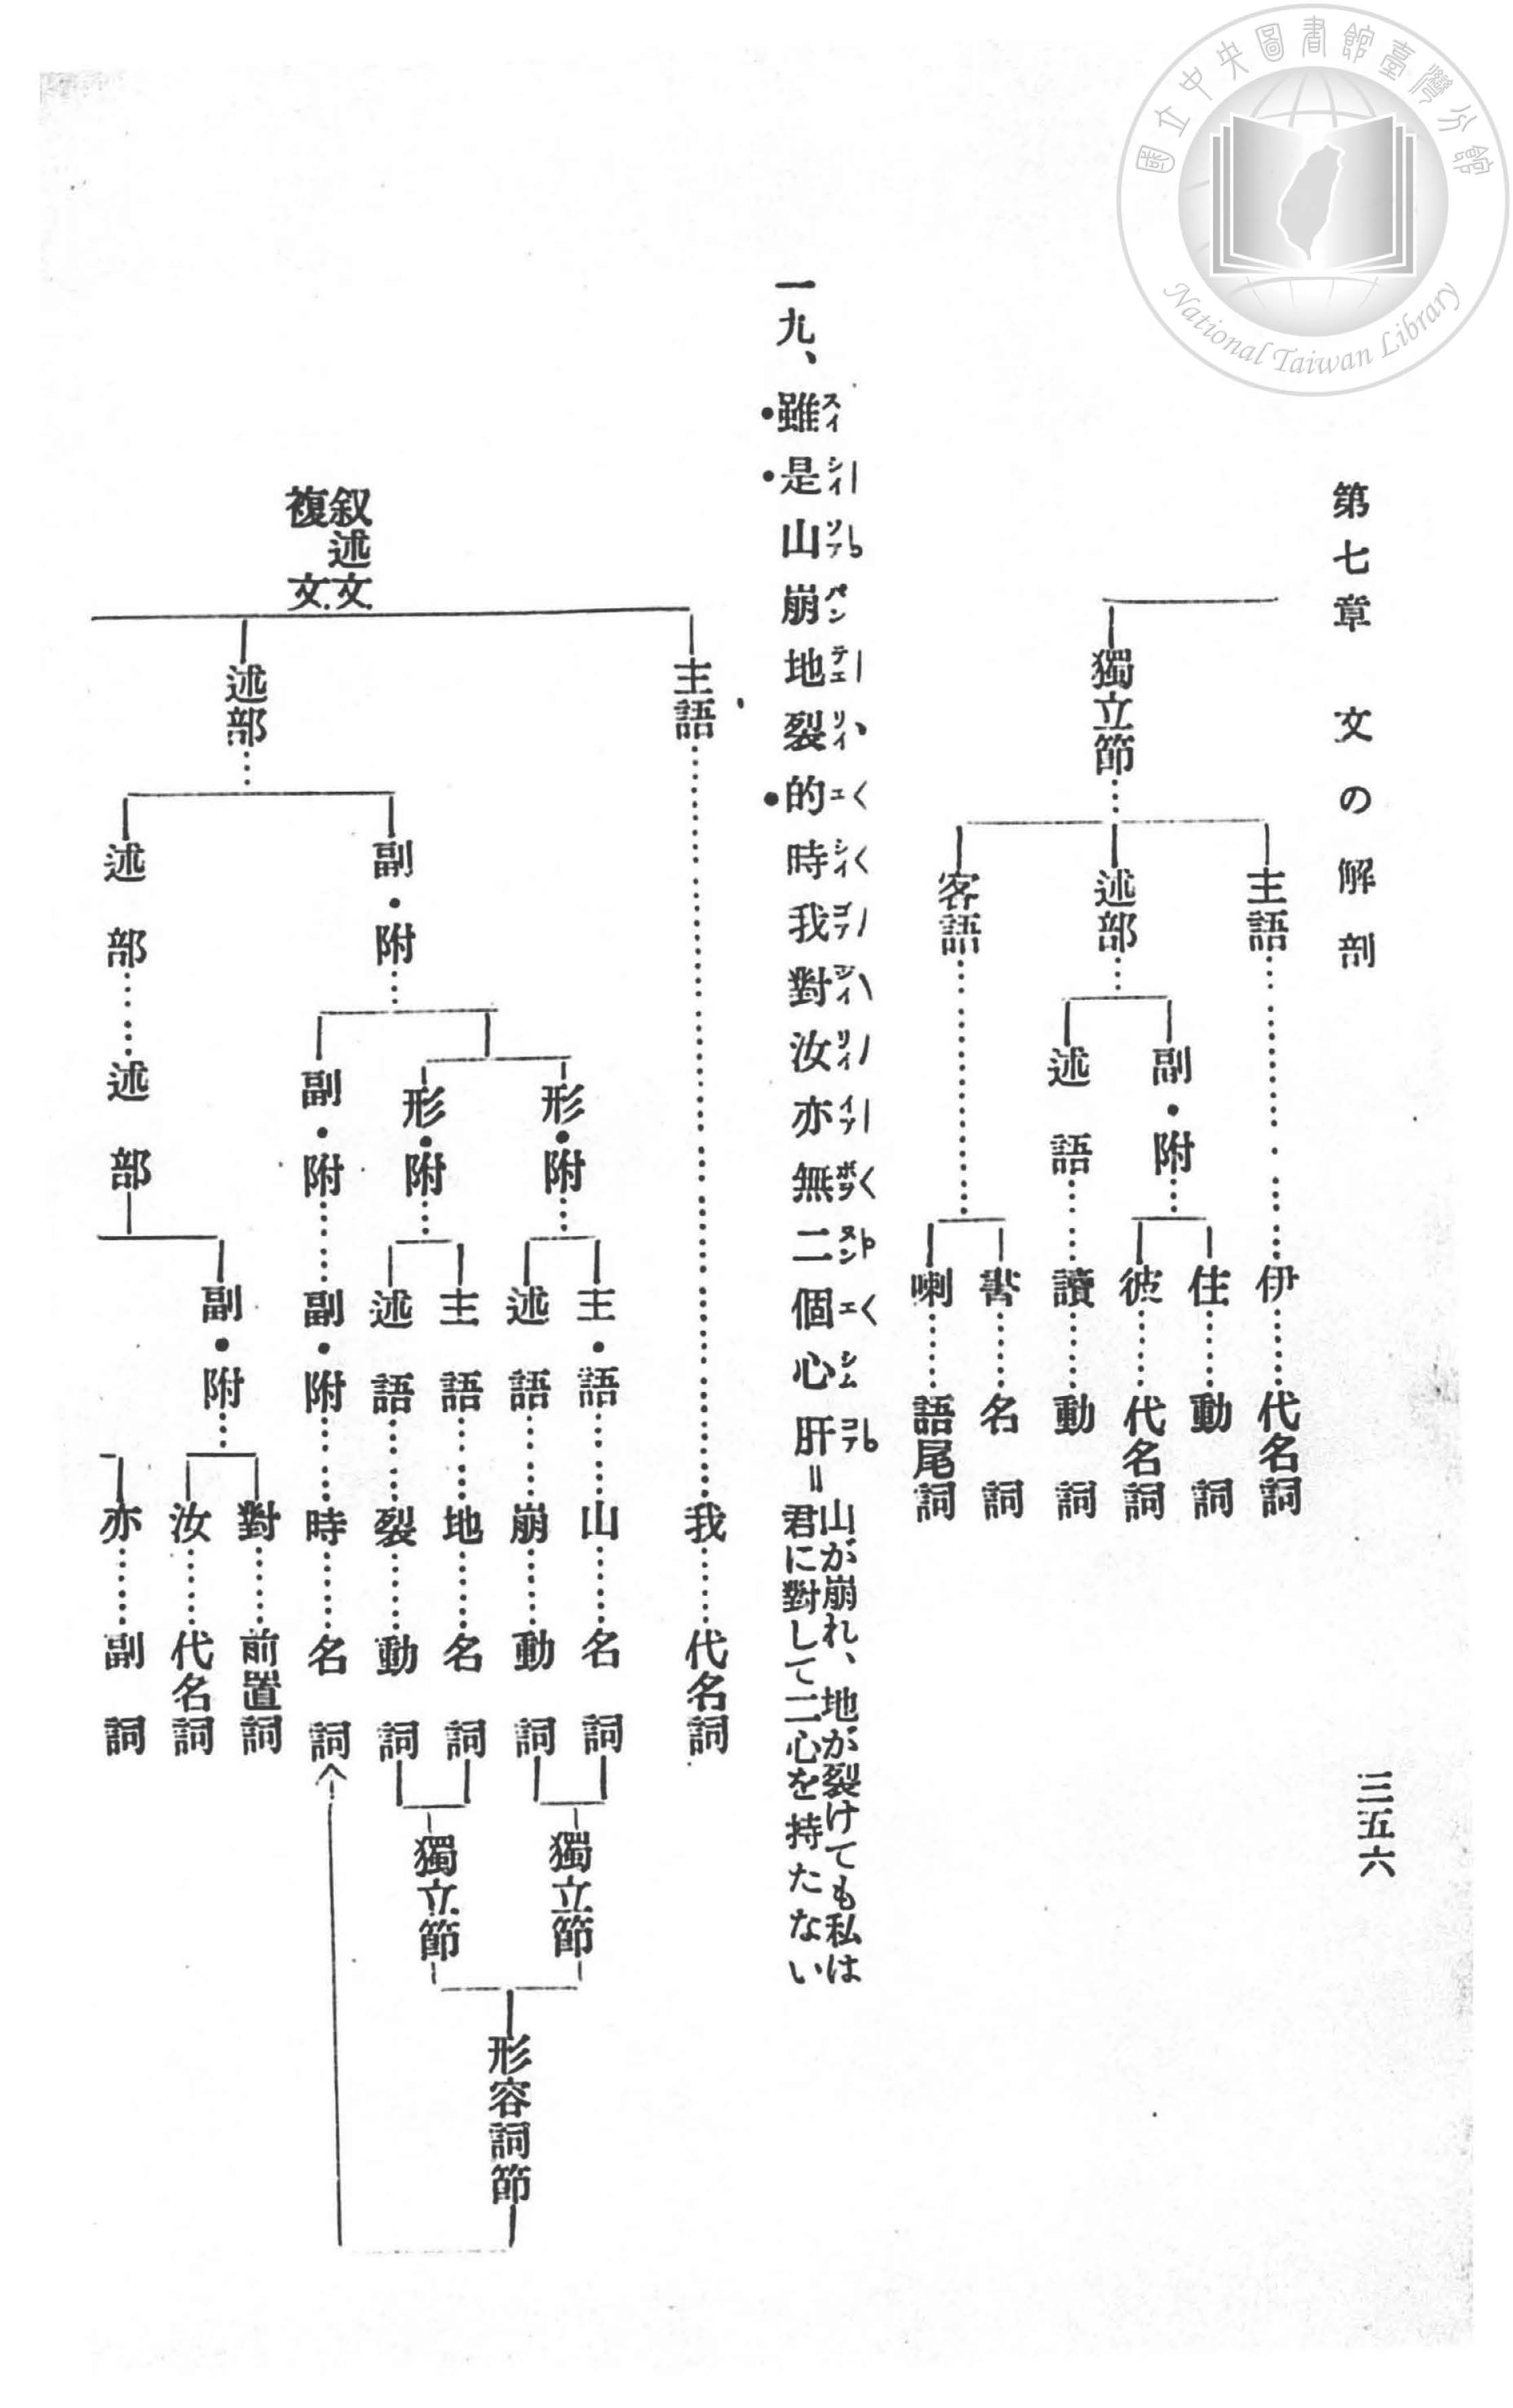 國立中央圖書館臺灣分館
National Taiwan Library
第七章 文の解剖
三五六
獨立節
主語
述部
客語
副・附
述語
伊 代名詞
住 動詞
彼 代名詞
讀 動詞
書 名詞
喇 語尾詞
一九、雖是山崩地裂的時我對汝亦無二個心肝=山が崩れ、地が裂けても私は
君に對して二心を持たない
叙述文
複文
主語
我 代名詞
述部
副・附
形・附
主・語
山 名詞
述語
崩 動詞
獨立節
形・附
主語
地 名詞
述語
裂 動詞
獨立節
形容詞節
副・附
副・附
時 名詞
述部
述部
副・附
對 前置詞
汝 代名詞
亦 副詞